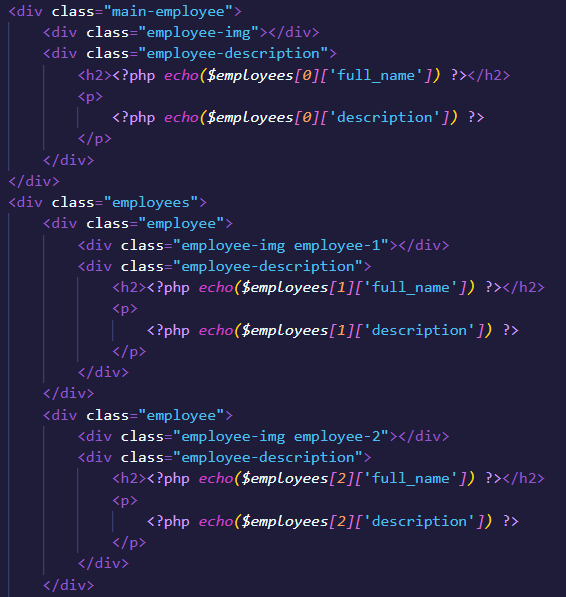 <div class="main-employee">
    <div class="employee-img"></div>
    <div class="employee-description">
        <h2><?php echo($employees[0]['full_name']) ?></h2>
        <p>
            <?php echo($employees[0]['description']) ?>
        </p>
    </div>
</div>
<div class="employees">
    <div class="employee">
        <div class="employee-img employee-1"></div>
        <div class="employee-description">
            <h2><?php echo($employees[1]['full_name']) ?></h2>
            <p>
                <?php echo($employees[1]['description']) ?>
            </p>
        </div>
    </div>
    <div class="employee">
        <div class="employee-img employee-2"></div>
        <div class="employee-description">
            <h2><?php echo($employees[2]['full_name']) ?></h2>
            <p>
                <?php echo($employees[2]['description']) ?>
            </p>
        </div>
    </div>